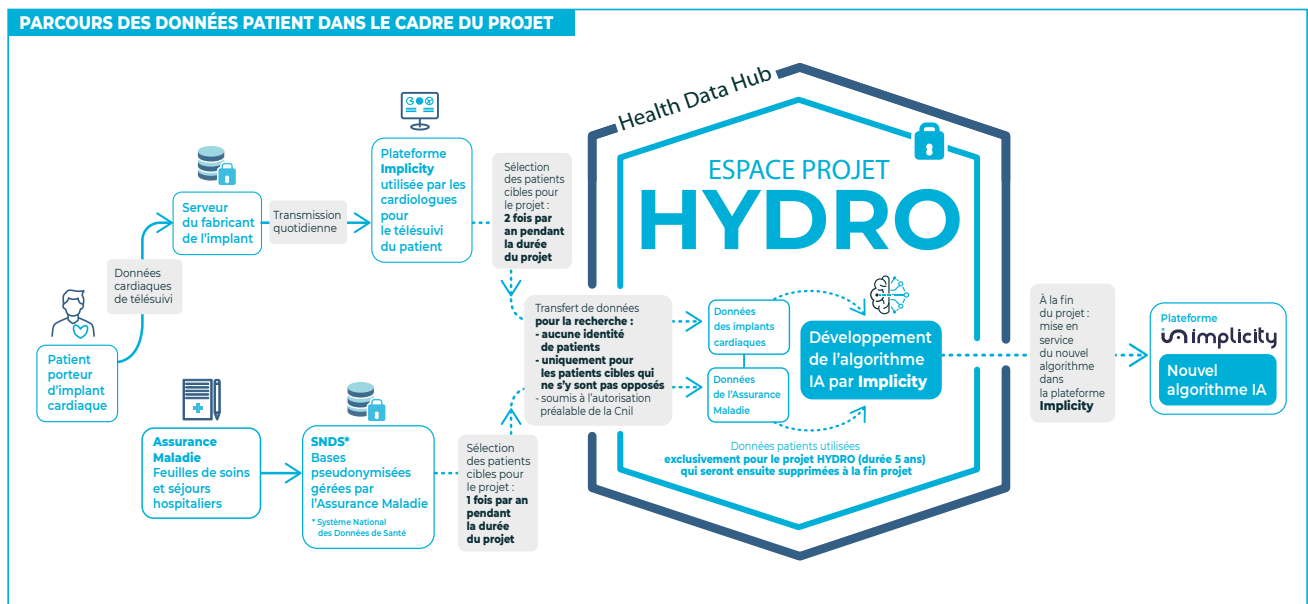 PARCOURS DES DONNÉES PATIENT DANS LE CADRE DU PROJET
Patient
porteur
d'implant
cardiaque
Données
cardiaques
de télésuivi
Serveur
du fabricant
de l'implant
Transmission
quotidienne
Plateforme
Implicity
utilisée par les
cardiologues
pour
le télésuivi
du patient
Sélection
des patients
cibles pour
le projet :
2 fois par
an pendant
la durée
du projet
Assurance
Maladie
Feuilles de soins
et séjours
hospitaliers
SNDS*
Bases
pseudonymisées
gérées par
l'Assurance Maladie
* Système National
des Données de Santé
Sélection
des patients
cibles pour
le projet :
1 fois par an
pendant
la durée
du projet
Transfert de données
pour la recherche :
- aucune identité
de patients
- uniquement pour
les patients cibles qui
ne s'y sont pas opposés
- soumis à l'autorisation
préalable de la Cnil
Health Data Hub
ESPACE PROJET
HYDRO
Données
des implants
cardiaques
Données
de l'Assurance
Maladie
Développement
de l'algorithme
IA par Implicity
Données patients utilisées
exclusivement pour le projet HYDRO (durée 5 ans)
qui seront ensuite supprimées à la fin projet
À la fin
du projet :
mise en
service
du nouvel
algorithme
dans
la plateforme
Implicity
Plateforme
implicity
Nouvel
algorithme IA